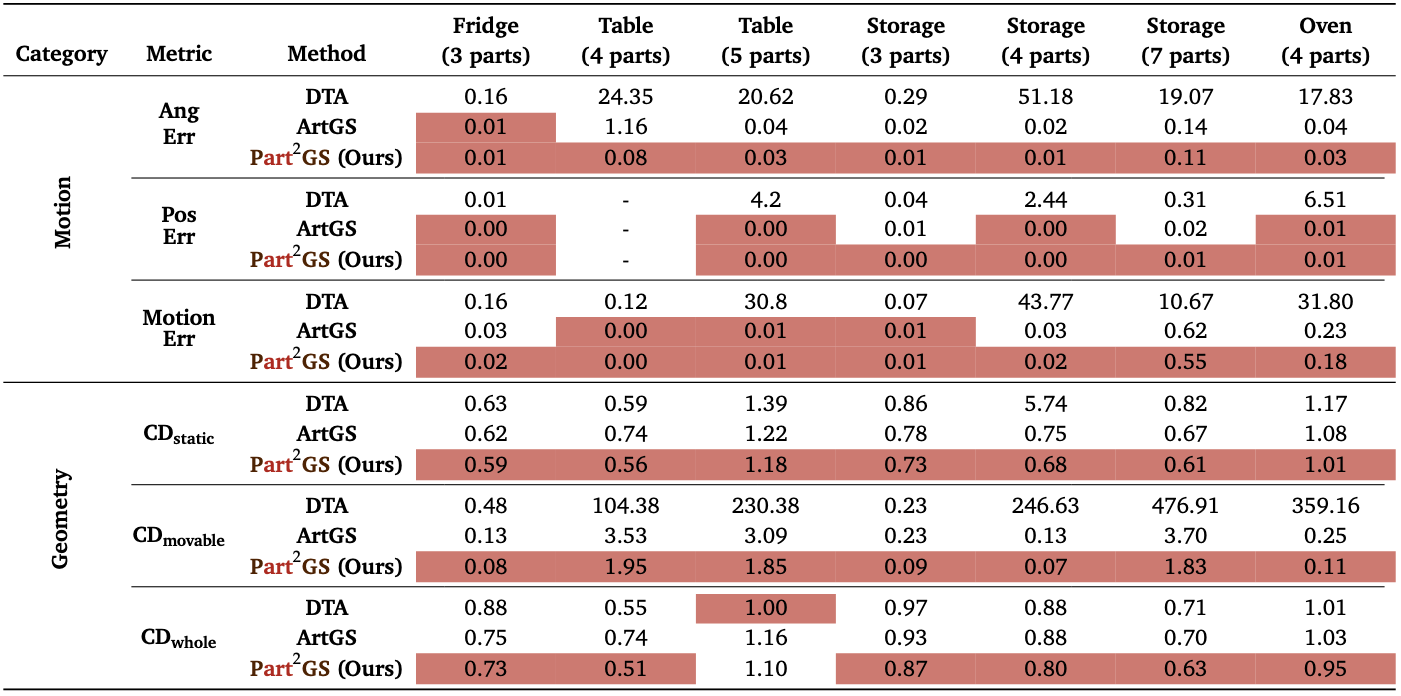 Category Metric Method Fridge (3 parts) Table (4 parts) Table (5 parts) Storage (3 parts) Storage (4 parts) Storage (7 parts) Oven (4 parts)
Motion
Ang Err
DTA 0.16 24.35 20.62 0.29 51.18 19.07 17.83
ArtGS 0.01 1.16 0.04 0.02 0.02 0.14 0.04
Part²GS (Ours) 0.01 0.08 0.03 0.01 0.01 0.11 0.03
Pos Err
DTA 0.01 - 4.2 0.04 2.44 0.31 6.51
ArtGS 0.00 - 0.00 0.01 0.00 0.02 0.01
Part²GS (Ours) 0.00 - 0.00 0.00 0.00 0.01 0.01
Motion Err
DTA 0.16 0.12 30.8 0.07 43.77 10.67 31.80
ArtGS 0.03 0.00 0.01 0.01 0.03 0.62 0.23
Part²GS (Ours) 0.02 0.00 0.01 0.01 0.02 0.55 0.18
Geometry
CDstatic
DTA 0.63 0.59 1.39 0.86 5.74 0.82 1.17
ArtGS 0.62 0.74 1.22 0.78 0.75 0.67 1.08
Part²GS (Ours) 0.59 0.56 1.18 0.73 0.68 0.61 1.01
CDmovable
DTA 0.48 104.38 230.38 0.23 246.63 476.91 359.16
ArtGS 0.13 3.53 3.09 0.23 0.13 3.70 0.25
Part²GS (Ours) 0.08 1.95 1.85 0.09 0.07 1.83 0.11
CDwhole
DTA 0.88 0.55 1.00 0.97 0.88 0.71 1.01
ArtGS 0.75 0.74 1.16 0.93 0.88 0.70 1.03
Part²GS (Ours) 0.73 0.51 1.10 0.87 0.80 0.63 0.95